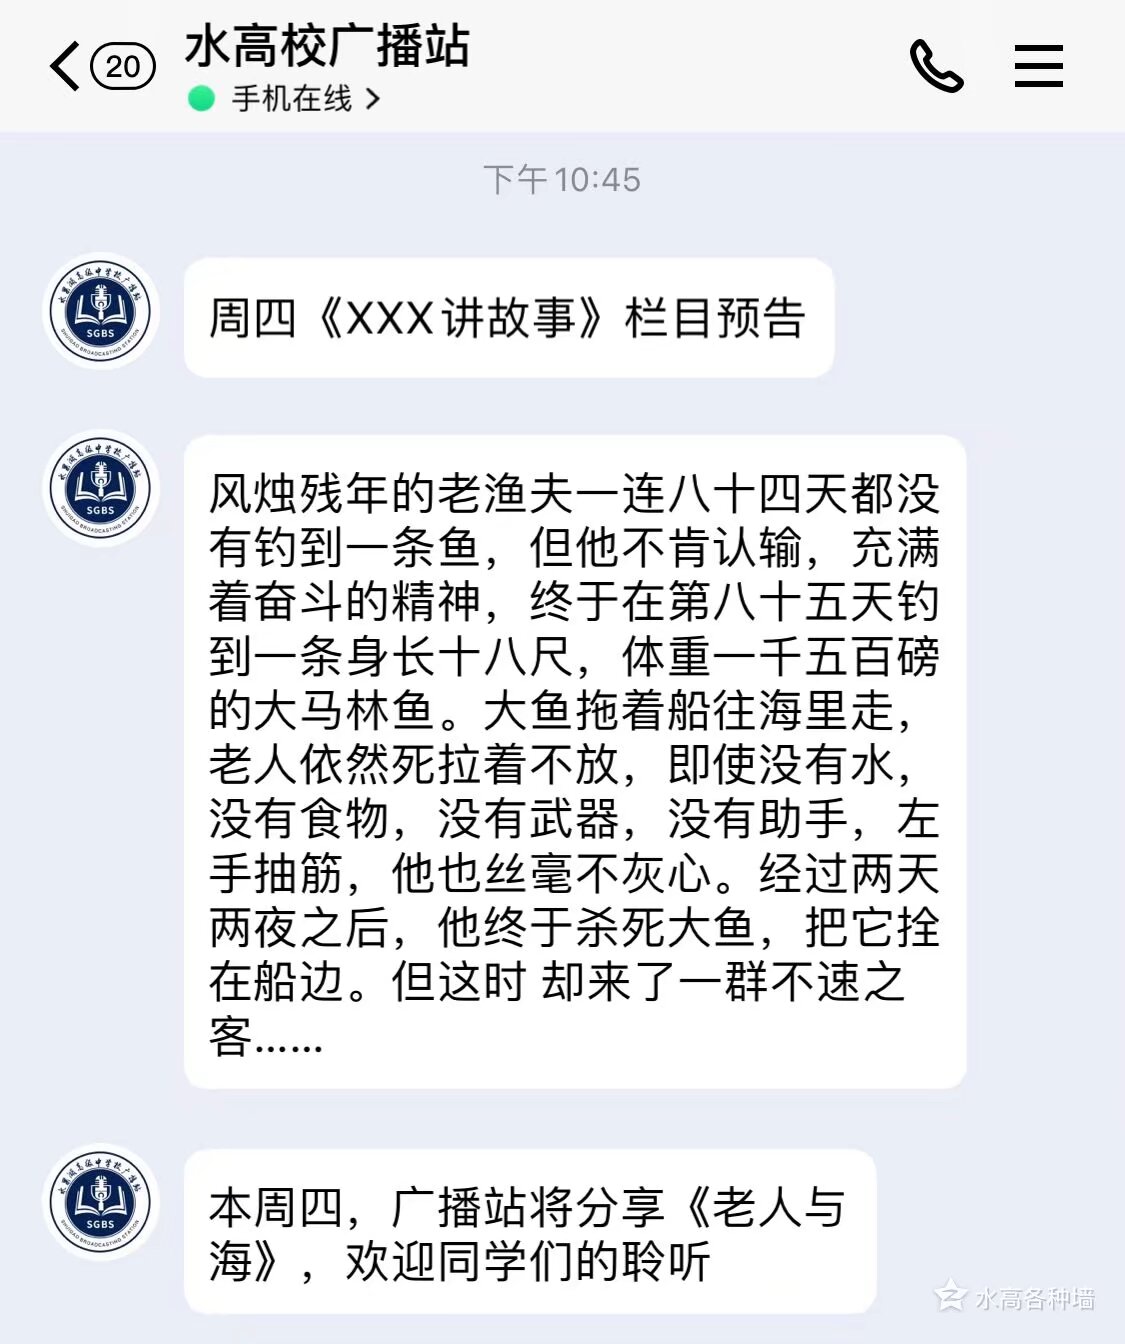 20
水高校广播站
手机在线
下午10:45
周四《XXX讲故事》栏目预告
SGBS
风烛残年的老渔夫一连八十四天都没
有钓到一条鱼，但他不肯认输，充满
着奋斗的精神，终于在第八十五天钓
到一条身长十八尺，体重一千五百磅
的大马林鱼。大鱼拖着船往海里走，
老人依然死拉着不放，即使没有水，
没有食物，没有武器，没有助手，左
手抽筋，他也丝毫不灰心。经过两天
两夜之后，他终于杀死大鱼，把它拴
在船边。但这时 却来了一群不速之
客......
SGBS
本周四，广播站将分享《老人与
海》，欢迎同学们的聆听
SGBS
水高各种墙